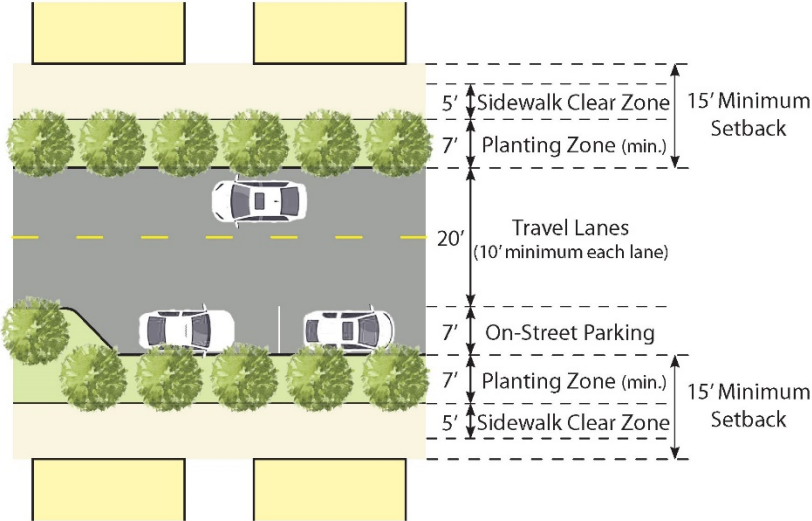 5′ Sidewalk Clear Zone
15′ Minimum
Setback
7′ Planting Zone (min.)
20′
Travel Lanes
(10′ minimum each lane)
7′ On-Street Parking
7′ Planting Zone (min.)
15′ Minimum
Setback
5′ Sidewalk Clear Zone